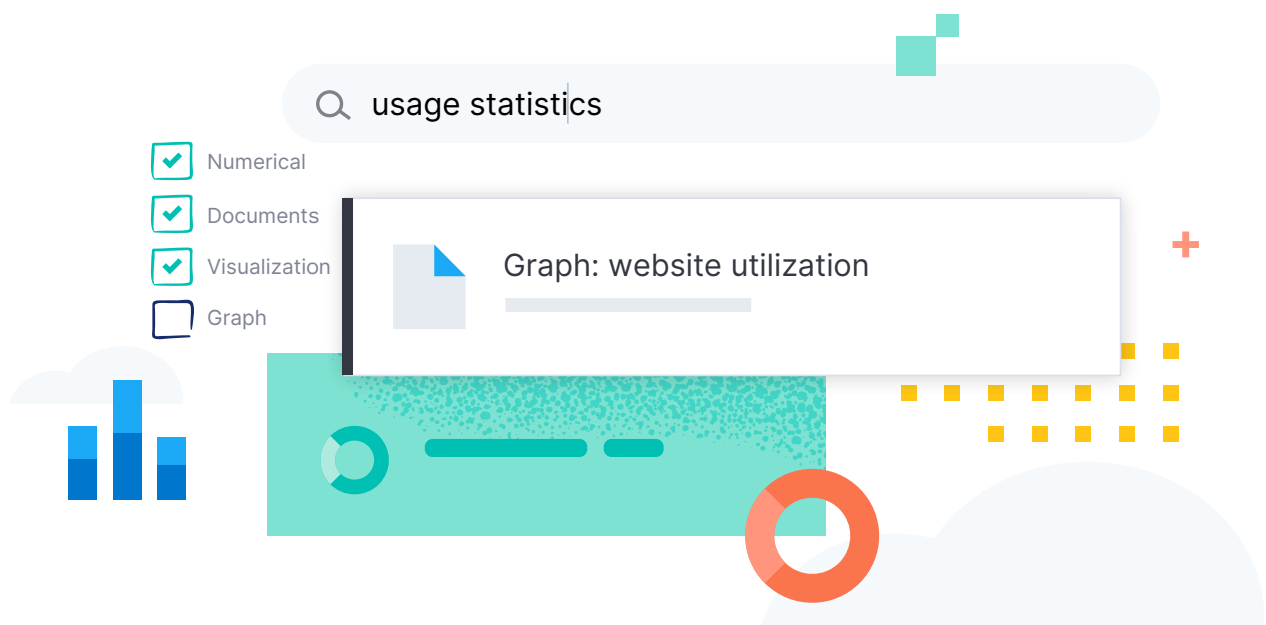 usage statistics
Numerical
Documents
Visualization
Graph
Graph: website utilization